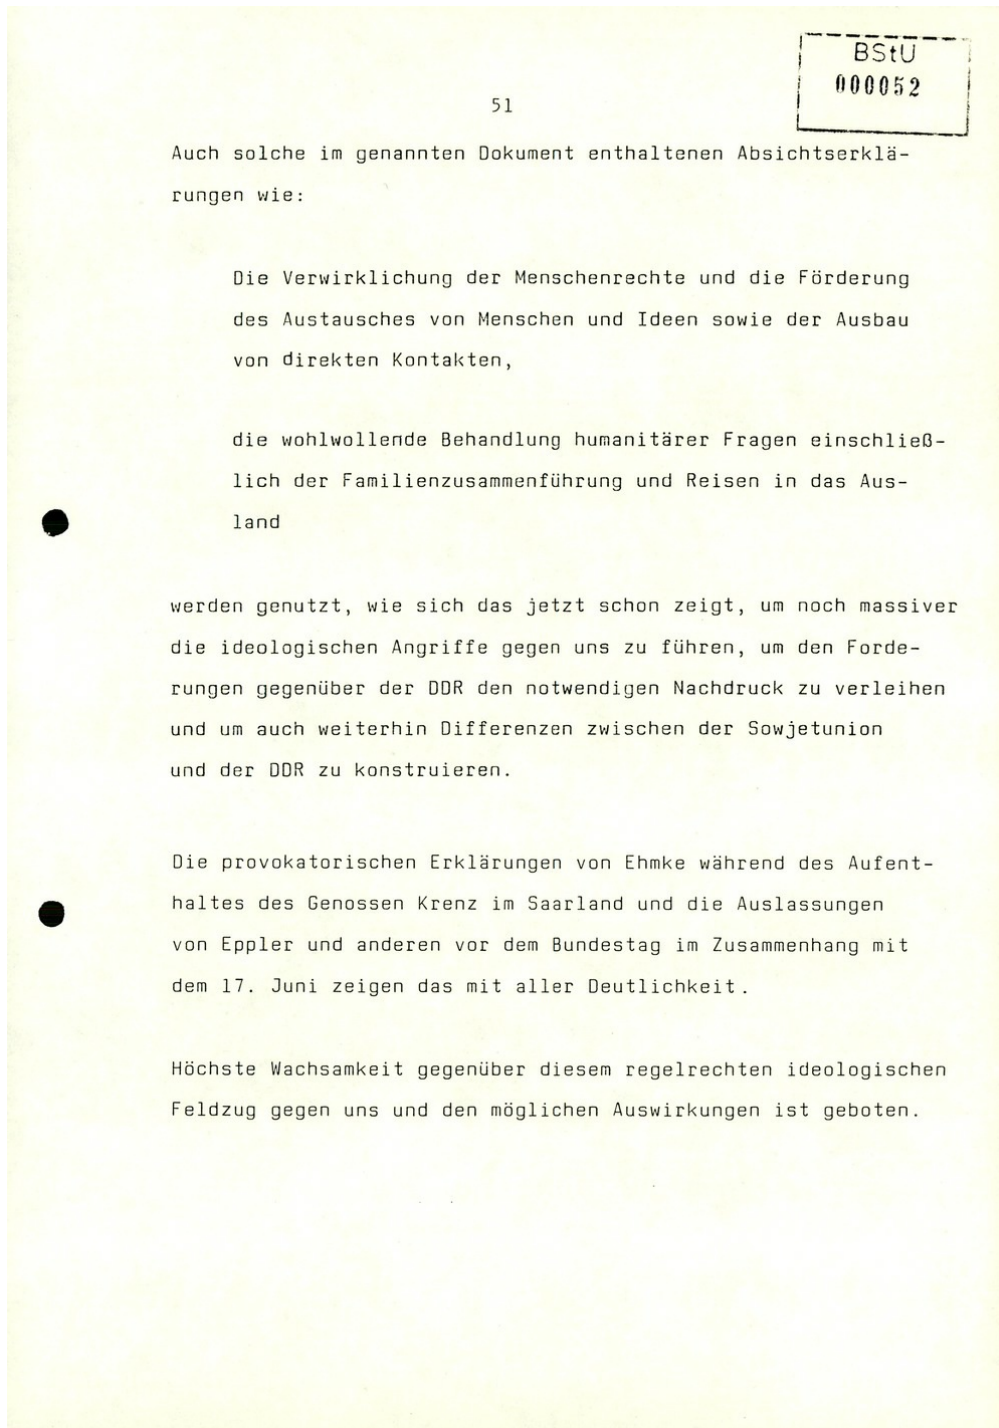 BStU
000052
51
Auch solche im genannten Dokument enthaltenen Absichtserklä-
rungen wie:
Die Verwirklichung der Menschenrechte und die Förderung
des Austausches von Menschen und Ideen sowie der Ausbau
von direkten Kontakten,
die wohlwollende Behandlung humanitärer Fragen einschließ-
lich der Familienzusammenführung und Reisen in das Aus-
land
werden genutzt, wie sich das jetzt schon zeigt, um noch massiver
die ideologischen Angriffe gegen uns zu führen, um den Forde-
rungen gegenüber der DDR den notwendigen Nachdruck zu verleihen
und um auch weiterhin Differenzen zwischen der Sowjetunion
und der DDR zu konstruieren.
Die provokatorischen Erklärungen von Ehmke während des Aufent-
haltes des Genossen Krenz im Saarland und die Auslassungen
von Eppler und anderen vor dem Bundestag im Zusammenhang mit
dem 17. Juni zeigen das mit aller Deutlichkeit.
Höchste Wachsamkeit gegenüber diesem regelrechten ideologischen
Feldzug gegen uns und den möglichen Auswirkungen ist geboten.